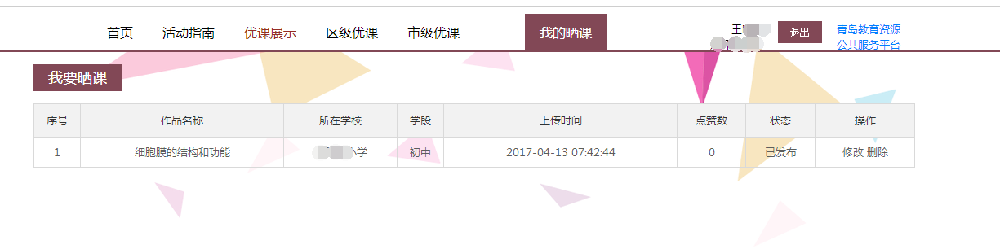 首页 活动指南 优课展示 区级优课 市级优课 我的晒课 王 退出 青岛教育资源
公共服务平台
我要晒课
序号 作品名称 所在学校 学段 上传时间 点赞数 状态 操作
1 细胞膜的结构和功能 小学 初中 2017-04-13 07:42:44 0 已发布 修改 删除